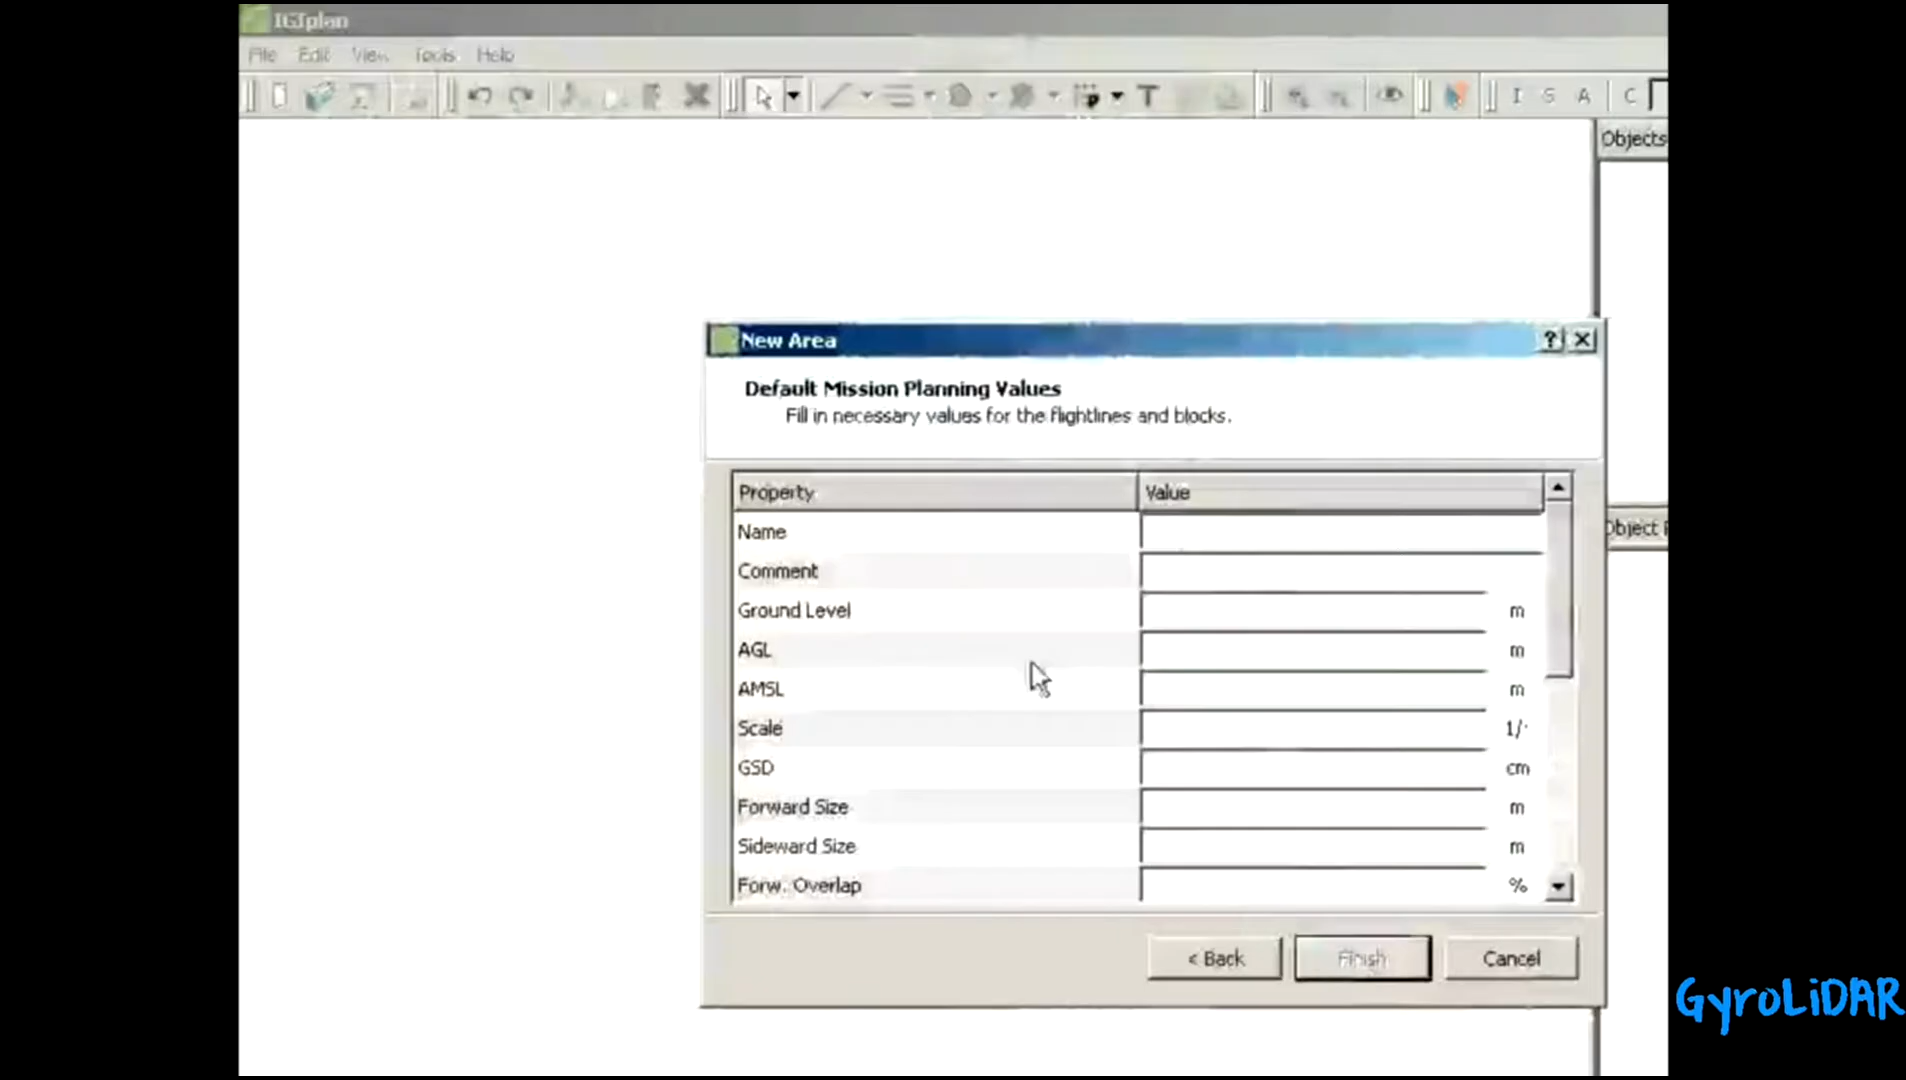 IGIplan
File Edit View Tools Help
T I S A C
Objects
New Area ?
Default Mission Planning Values
Fill in necessary values for the flightlines and blocks.
Property Value
Name
Comment
Ground Level m
AGL m
AMSL m
Scale 1/
GSD cm
Forward Size m
Sideward Size m
Forw. Overlap %
Object
< Back Finish Cancel
GyroLiDAR